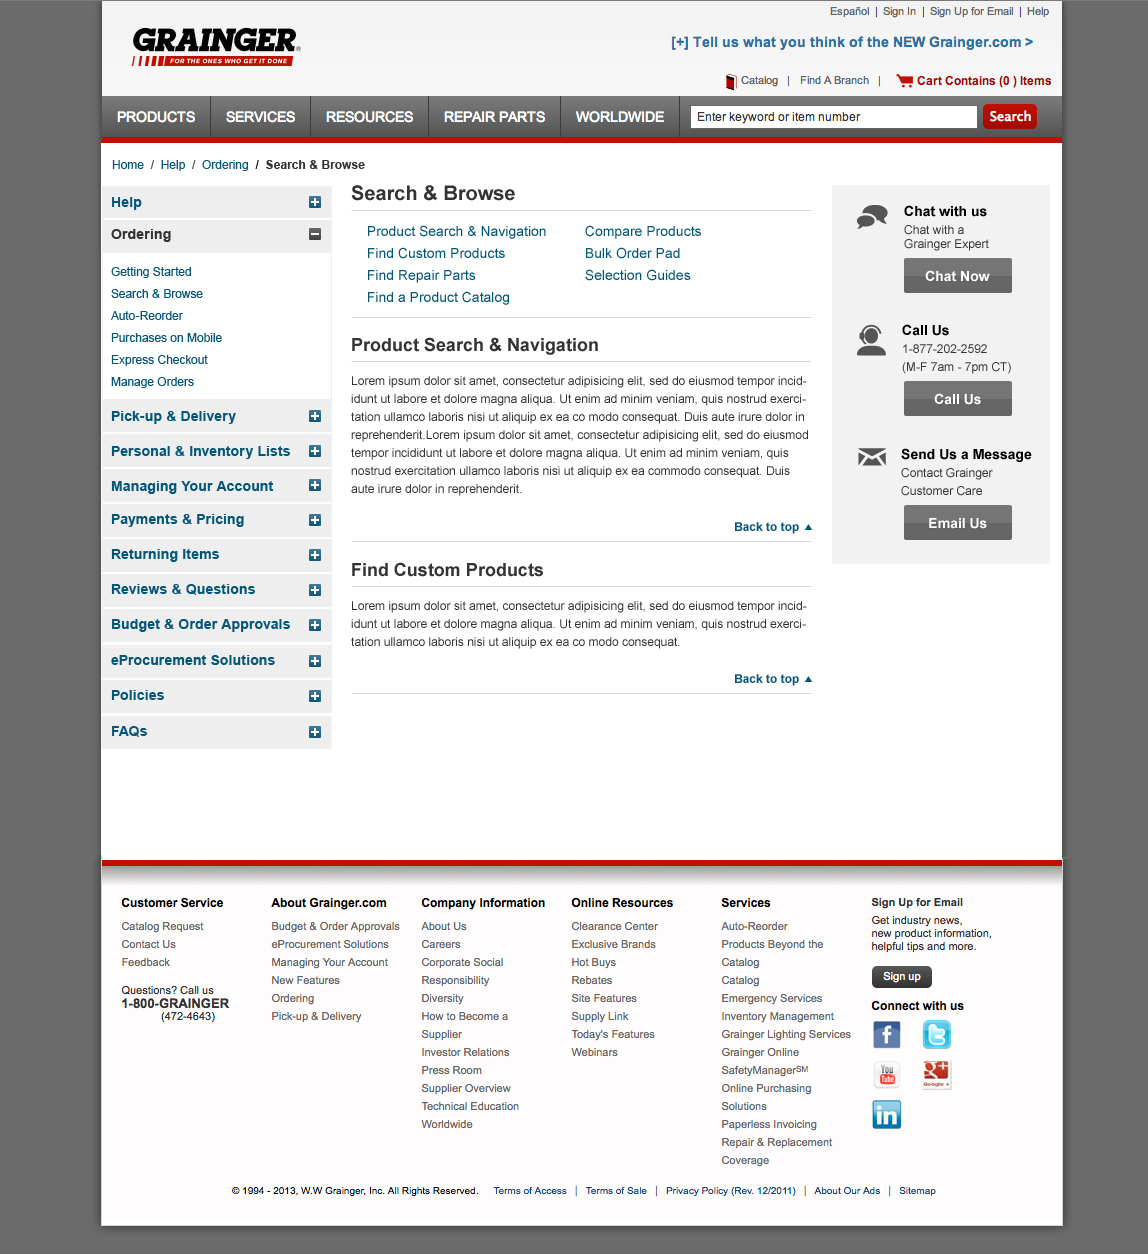 Español | Sign In | Sign Up for Email | Help
GRAINGER®
FOR THE ONES WHO GET IT DONE
[+] Tell us what you think of the NEW Grainger.com >
Catalog | Find A Branch | Cart Contains (0 ) Items
PRODUCTS SERVICES RESOURCES REPAIR PARTS WORLDWIDE Enter keyword or item number Search
Home / Help / Ordering / Search & Browse
Help
Ordering
Getting Started
Search & Browse
Auto-Reorder
Purchases on Mobile
Express Checkout
Manage Orders
Pick-up & Delivery
Personal & Inventory Lists
Managing Your Account
Payments & Pricing
Returning Items
Reviews & Questions
Budget & Order Approvals
eProcurement Solutions
Policies
FAQs
Search & Browse
Product Search & Navigation
Find Custom Products
Find Repair Parts
Find a Product Catalog
Compare Products
Bulk Order Pad
Selection Guides
Product Search & Navigation
Lorem ipsum dolor sit amet, consectetur adipisicing elit, sed do eiusmod tempor incid-
idunt ut labore et dolore magna aliqua. Ut enim ad minim veniam, quis nostrud exerci-
tation ullamco laboris nisi ut aliquip ex ea co modo consequat. Duis aute irure dolor in
reprehenderit.Lorem ipsum dolor sit amet, consectetur adipisicing elit, sed do eiusmod
tempor incididunt ut labore et dolore magna aliqua. Ut enim ad minim veniam, quis
nostrud exercitation ullamco laboris nisi ut aliquip ex ea commodo consequat. Duis
aute irure dolor in reprehenderit.
Back to top
Find Custom Products
Lorem ipsum dolor sit amet, consectetur adipisicing elit, sed do eiusmod tempor incid-
idunt ut labore et dolore magna aliqua. Ut enim ad minim veniam, quis nostrud exerci-
tation ullamco laboris nisi ut aliquip ex ea co modo consequat.
Back to top
Chat with us
Chat with a
Grainger Expert
Chat Now
Call Us
1-877-202-2592
(M-F 7am - 7pm CT)
Call Us
Send Us a Message
Contact Grainger
Customer Care
Email Us
Customer Service
Catalog Request
Contact Us
Feedback
Questions? Call us
1-800-GRAINGER
(472-4643)
About Grainger.com
Budget & Order Approvals
eProcurement Solutions
Managing Your Account
New Features
Ordering
Pick-up & Delivery
Company Information
About Us
Careers
Corporate Social
Responsibility
Diversity
How to Become a
Supplier
Investor Relations
Press Room
Supplier Overview
Technical Education
Worldwide
Online Resources
Clearance Center
Exclusive Brands
Hot Buys
Rebates
Site Features
Supply Link
Today's Features
Webinars
Services
Auto-Reorder
Products Beyond the
Catalog
Catalog
Emergency Services
Inventory Management
Grainger Lighting Services
Grainger Online
SafetyManager℠
Online Purchasing
Solutions
Paperless Invoicing
Repair & Replacement
Coverage
Sign Up for Email
Get industry news,
new product information,
helpful tips and more.
Sign up
Connect with us
f
t
You
Tube
g+
Google +
in
© 1994 - 2013, W.W Grainger, Inc. All Rights Reserved. Terms of Access | Terms of Sale | Privacy Policy (Rev. 12/2011) | About Our Ads | Sitemap